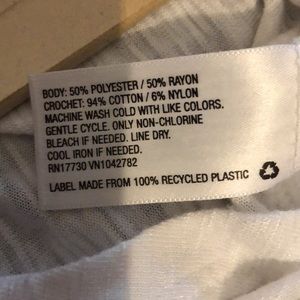 BODY: 50% POLYESTER / 50% RAYON
CROCHET: 94% COTTON / 6% NYLON
MACHINE WASH COLD WITH LIKE COLORS.
GENTLE CYCLE. ONLY NON-CHLORINE
BLEACH IF NEEDED. LINE DRY.
COOL IRON IF NEEDED.
RN17730 VN1042782
LABEL MADE FROM 100% RECYCLED PLASTIC